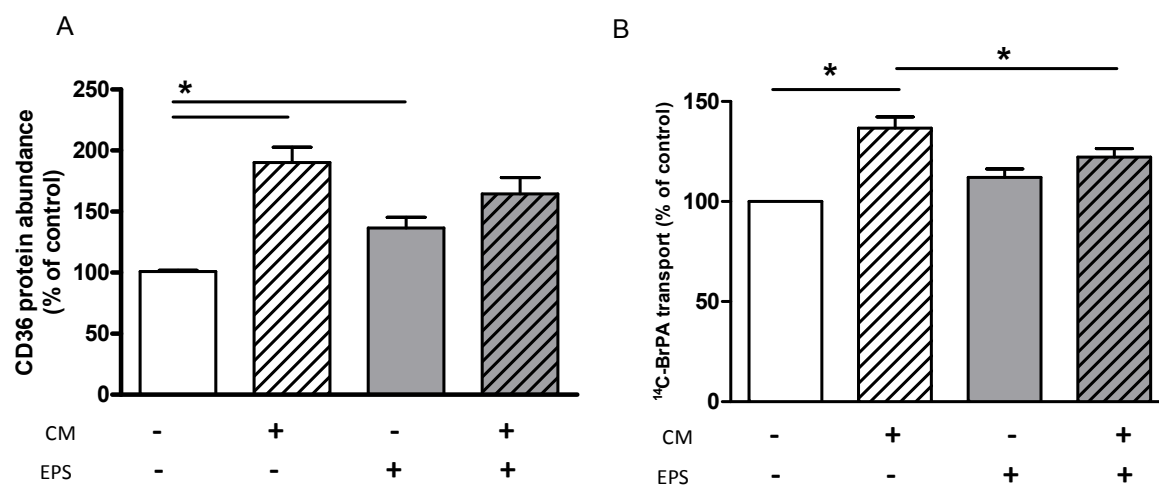 A
CD36 protein abundance
(% of control)
250
200
150
100
50
0
*
CM - + - +
EPS - - + +
B
¹⁴C-BrPA transport (% of control)
150
100
50
0
*
*
CM - + - +
EPS - - + +